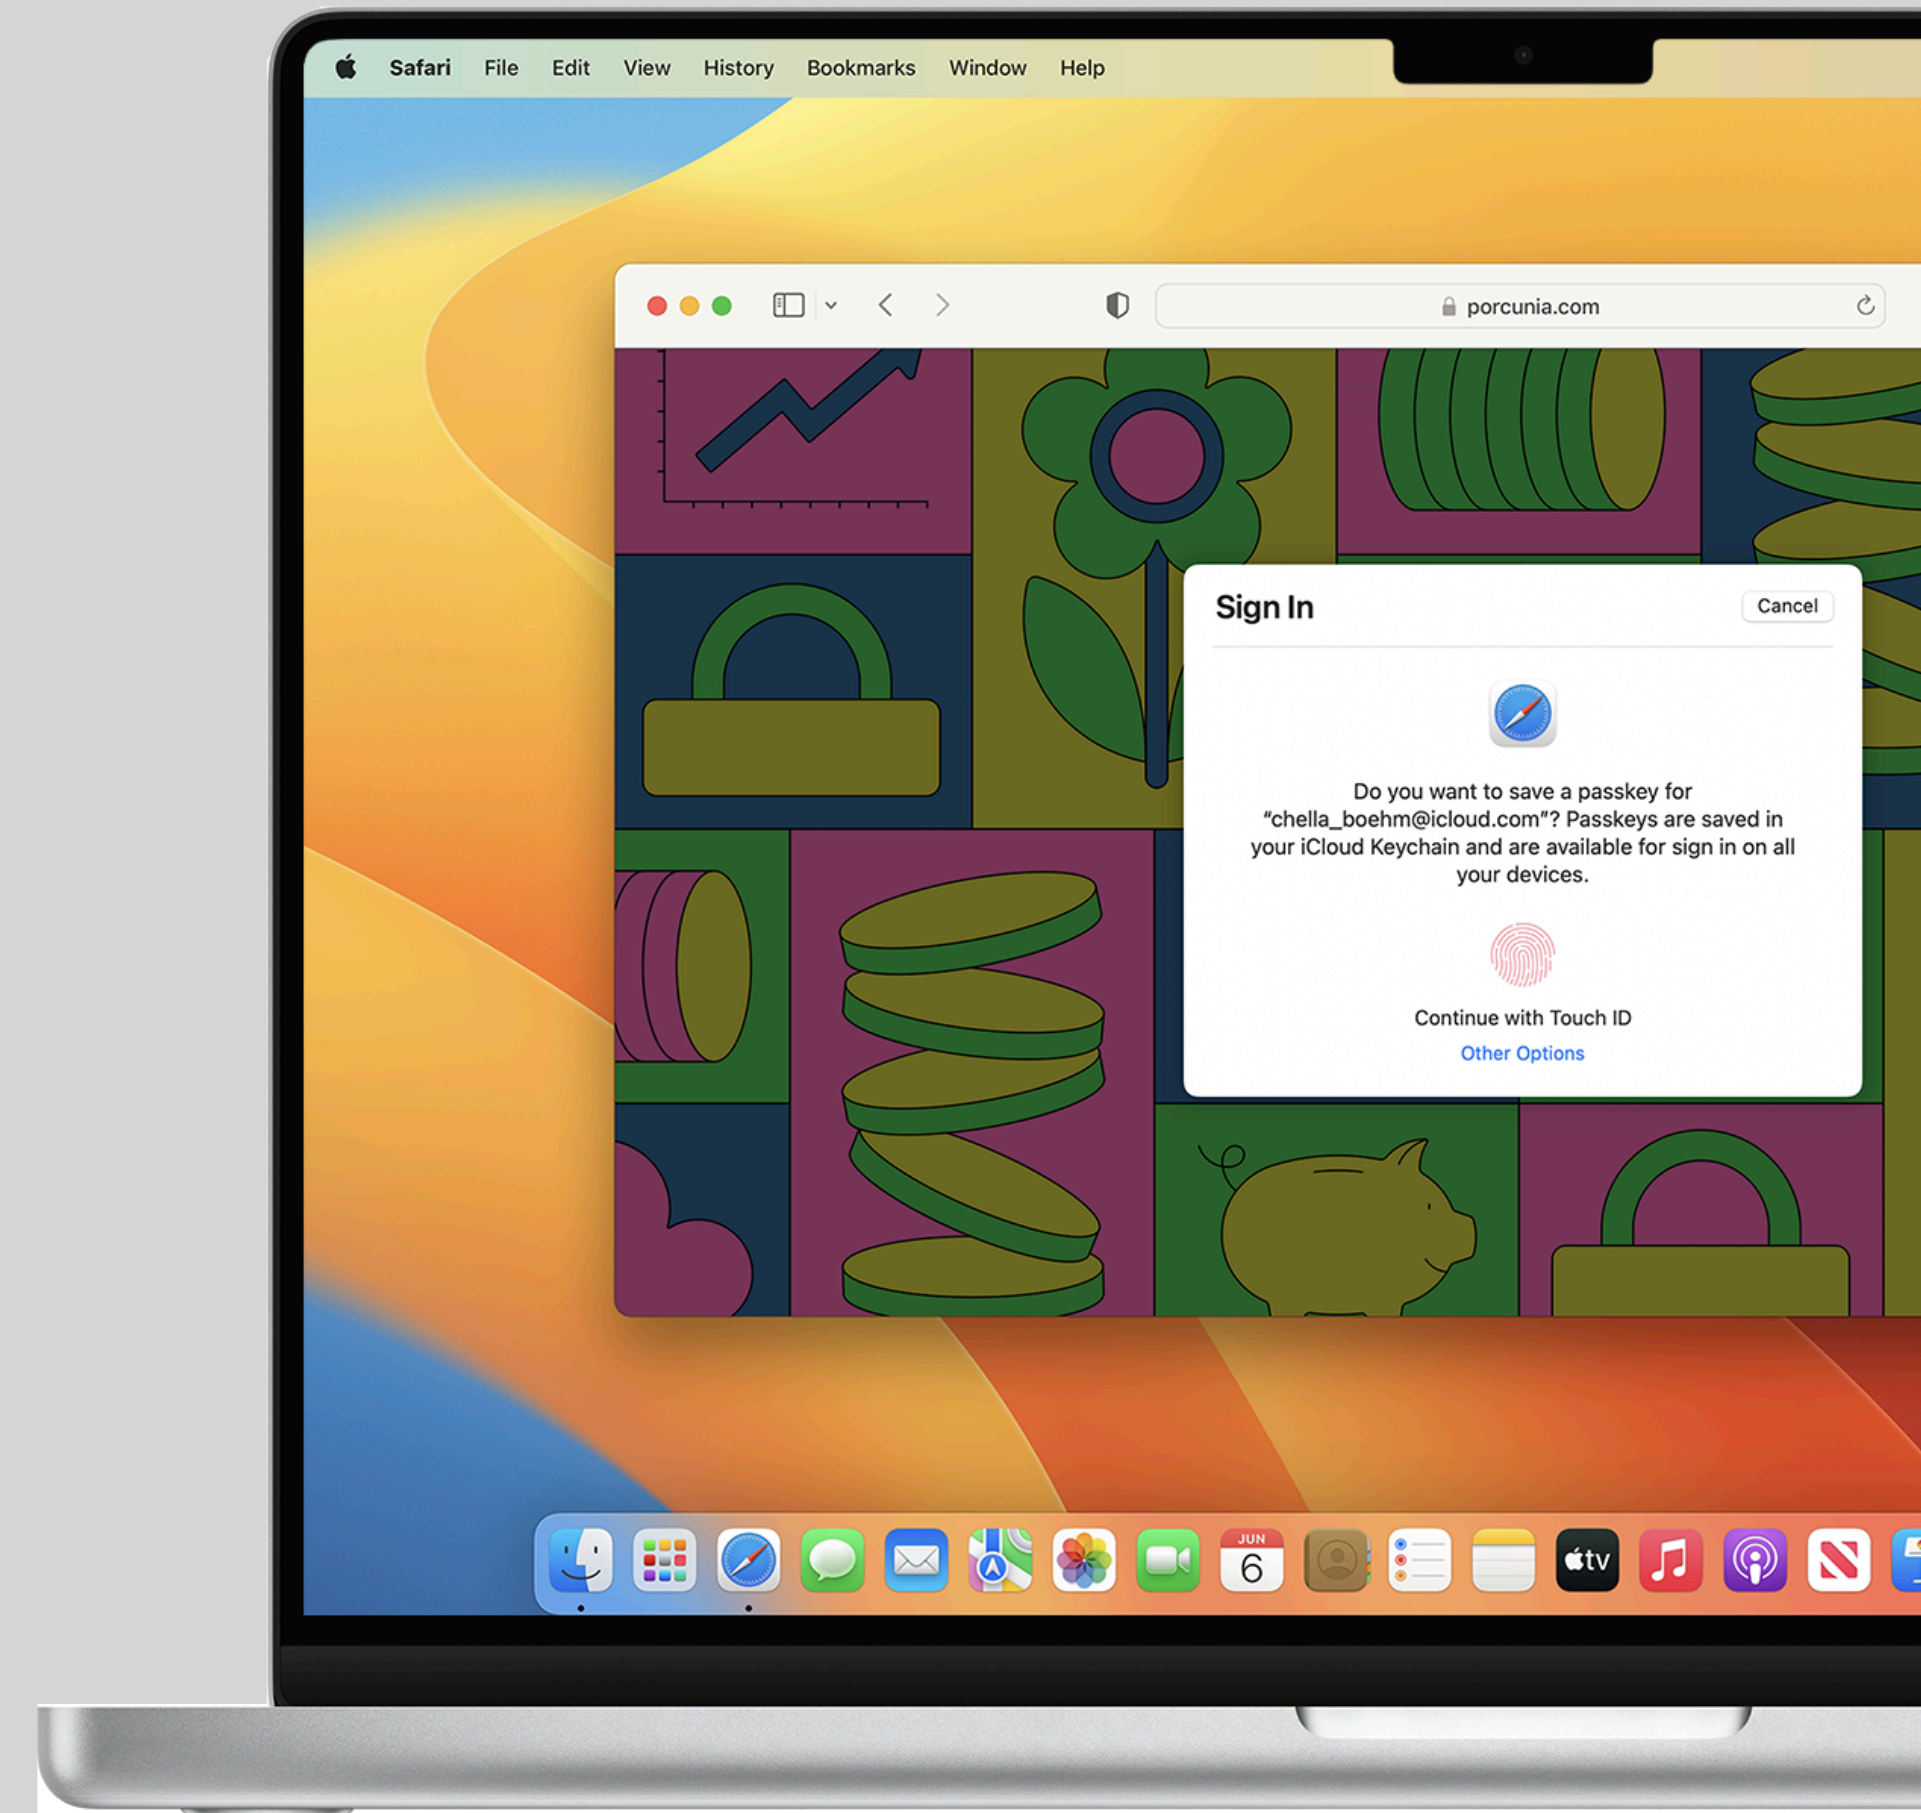 Safari File Edit View History Bookmarks Window Help
porcunia.com
Sign In Cancel
Do you want to save a passkey for
“chella_boehm@icloud.com”? Passkeys are saved in
your iCloud Keychain and are available for sign in on all
your devices.
Continue with Touch ID
Other Options
JUN
6
tv